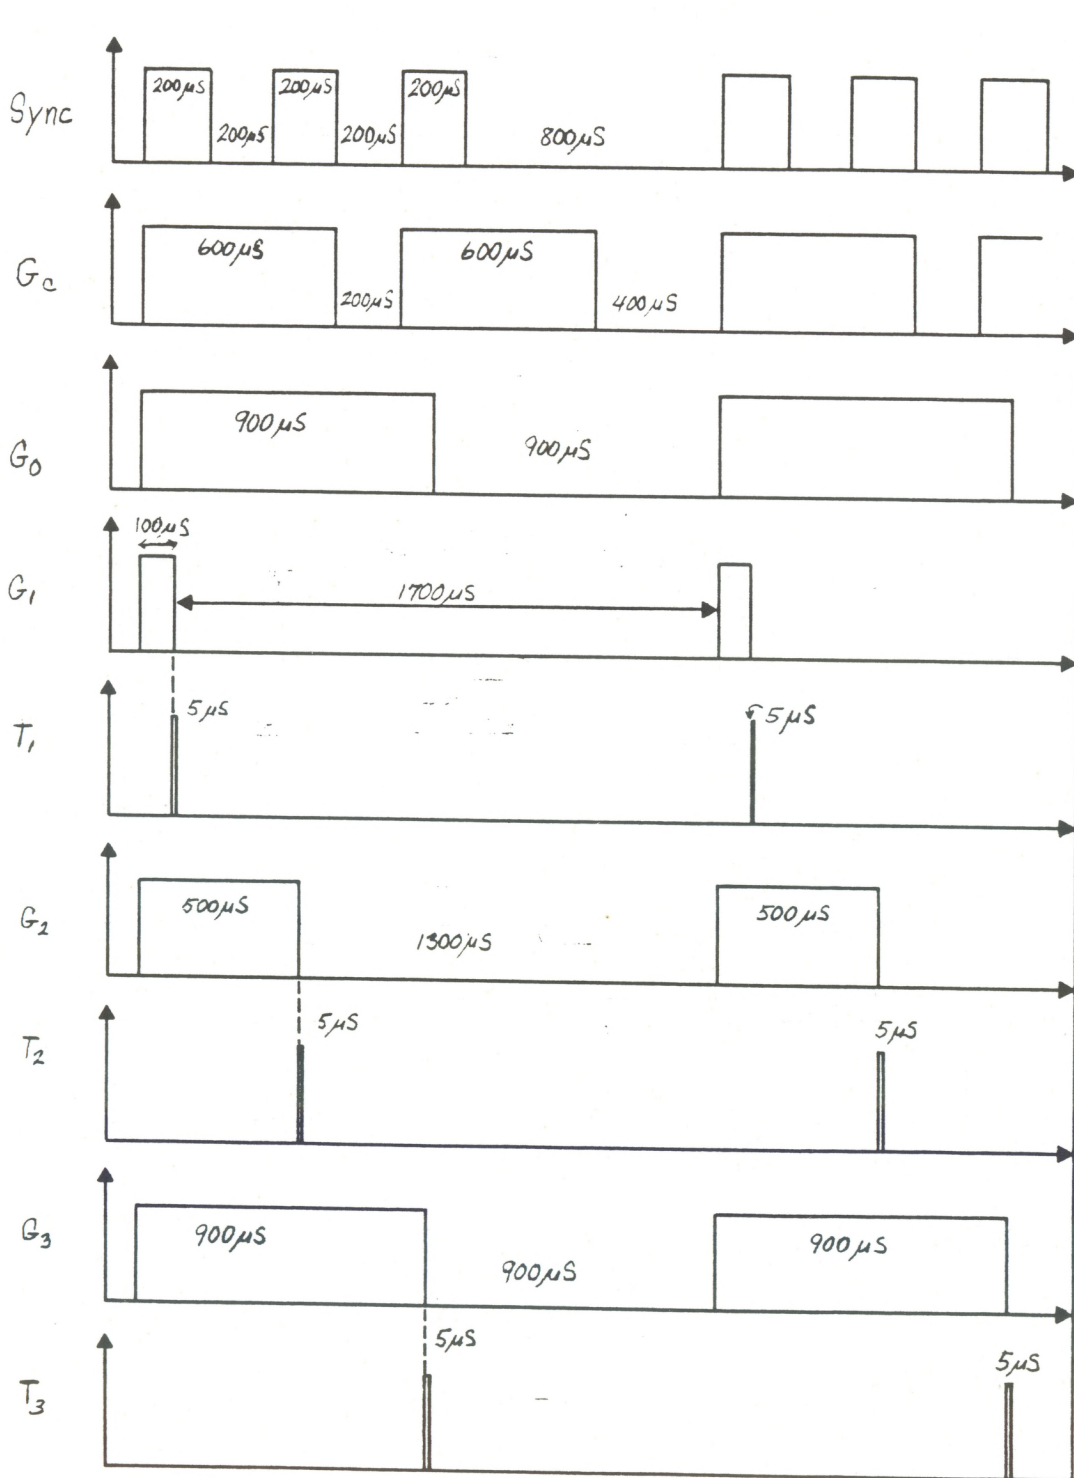 Sync
200µS 200µS 200µS
200µS 200µS 800µS
Gc
600µS 600µS
200µS 400µS
G0
900µS
900µS
G1
100µS
1700µS
T1
5µS 5µS
G2
500µS 500µS
1300µS
T2
5µS 5µS
G3
900µS 900µS
900µS
T3
5µS 5µS